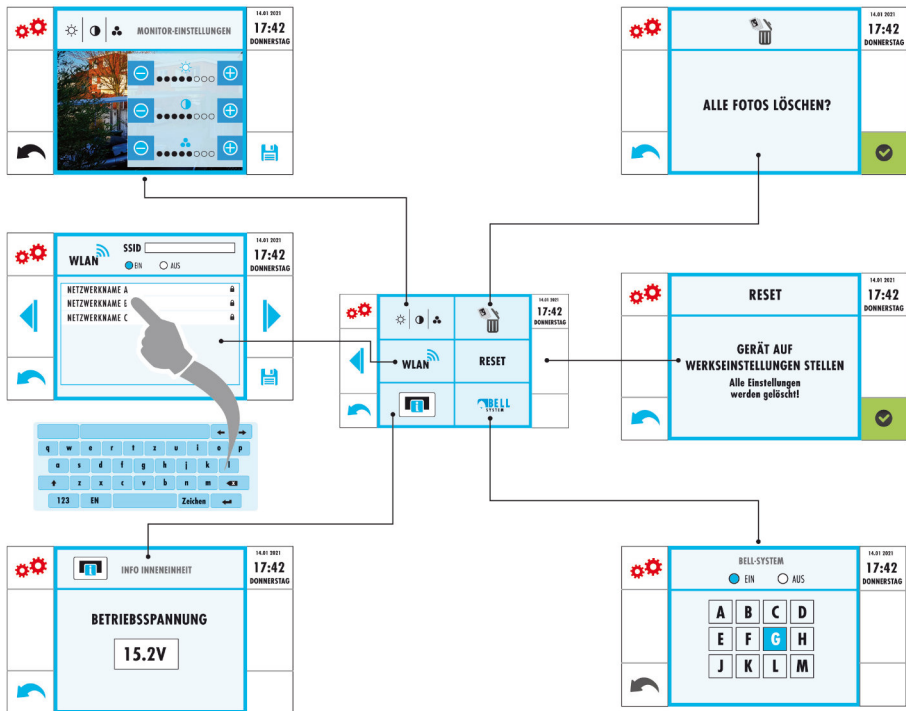 MONITOR-EINSTELLUNGEN
14.01 2021
17:42
DONNERSTAG
ALLE FOTOS LÖSCHEN?
14.01 2021
17:42
DONNERSTAG
WLAN
SSID
EIN AUS
NETZWERKNAME A
NETZWERKNAME B
NETZWERKNAME C
14.01 2021
17:42
DONNERSTAG
q w e r t z u i o p
a s d f g h j k l
z x c v b n m
123 EN Zeichen
WLAN
RESET
BELL
SYSTEM
14.01 2021
17:42
DONNERSTAG
RESET
GERÄT AUF
WERKSEINSTELLUNGEN STELLEN
Alle Einstellungen
werden gelöscht!
14.01 2021
17:42
DONNERSTAG
INFO INNENEINHEIT
BETRIEBSSPANNUNG
15.2V
14.01 2021
17:42
DONNERSTAG
BELL-SYSTEM
EIN AUS
A B C D
E F G H
J K L M
14.01 2021
17:42
DONNERSTAG